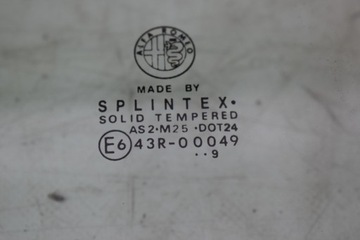 ALFA ROMEO
MADE BY
SPLINTEX•
SOLID TEMPERED
AS2•M25 •DOT24
E6 43R-00049
••9